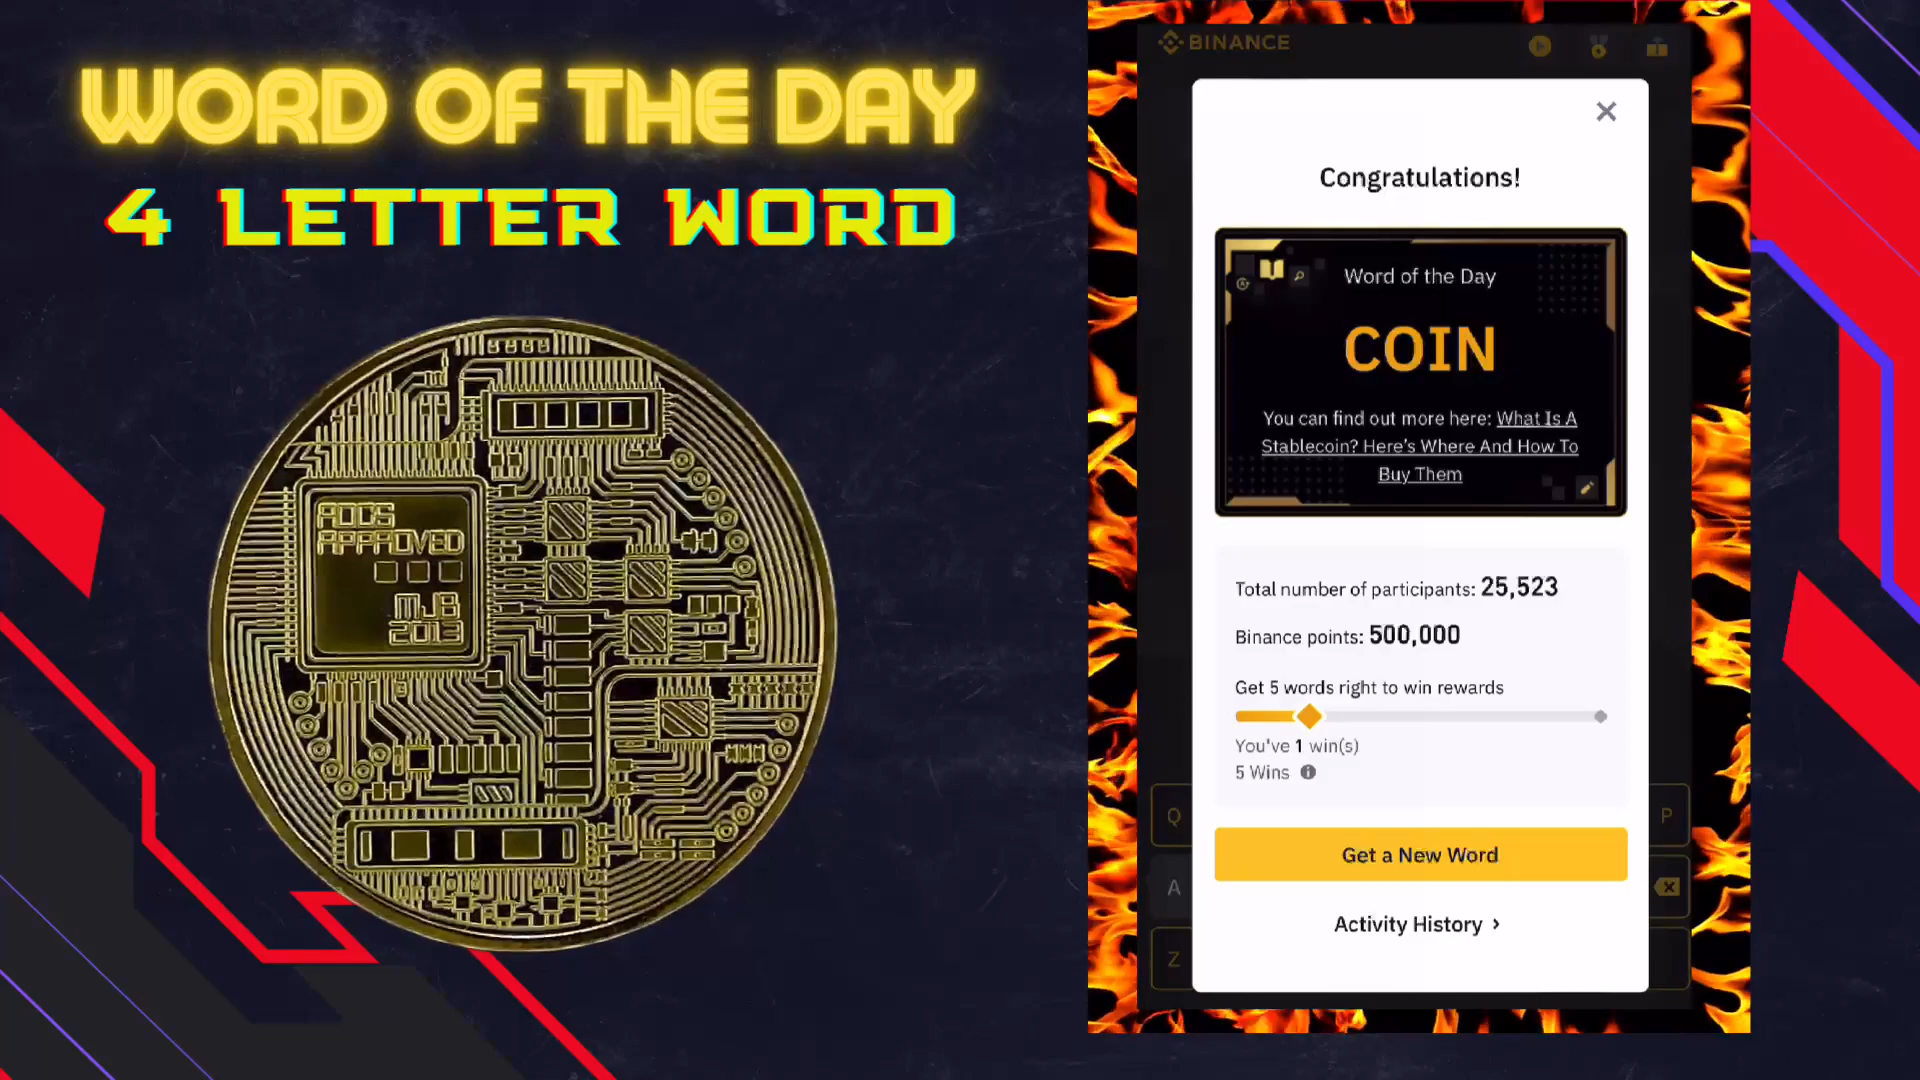 WORD OF THE DAY
4 LETTER WORD
AOCS
APPROVED
MJB
2013
BINANCE
Congratulations!
Word of the Day
COIN
You can find out more here: What Is A
Stablecoin? Here's Where And How To
Buy Them
Total number of participants: 25,523
Binance points: 500,000
Get 5 words right to win rewards
You've 1 win(s)
5 Wins
Get a New Word
Activity History
Q
P
A
Z